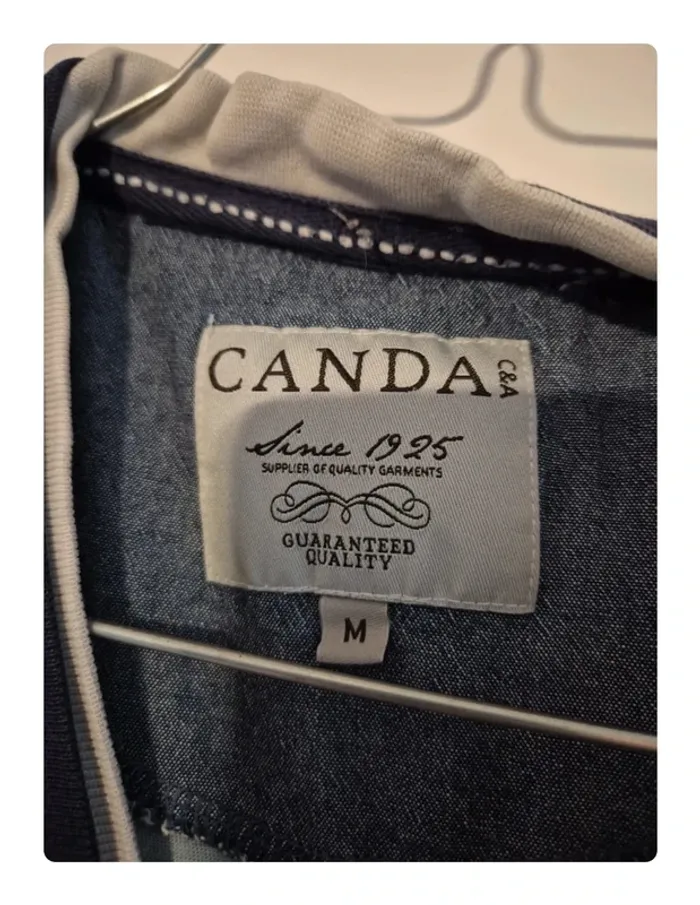 CANDA C&A
Since 1925
SUPPLIER OF QUALITY GARMENTS
GUARANTEED
QUALITY
M